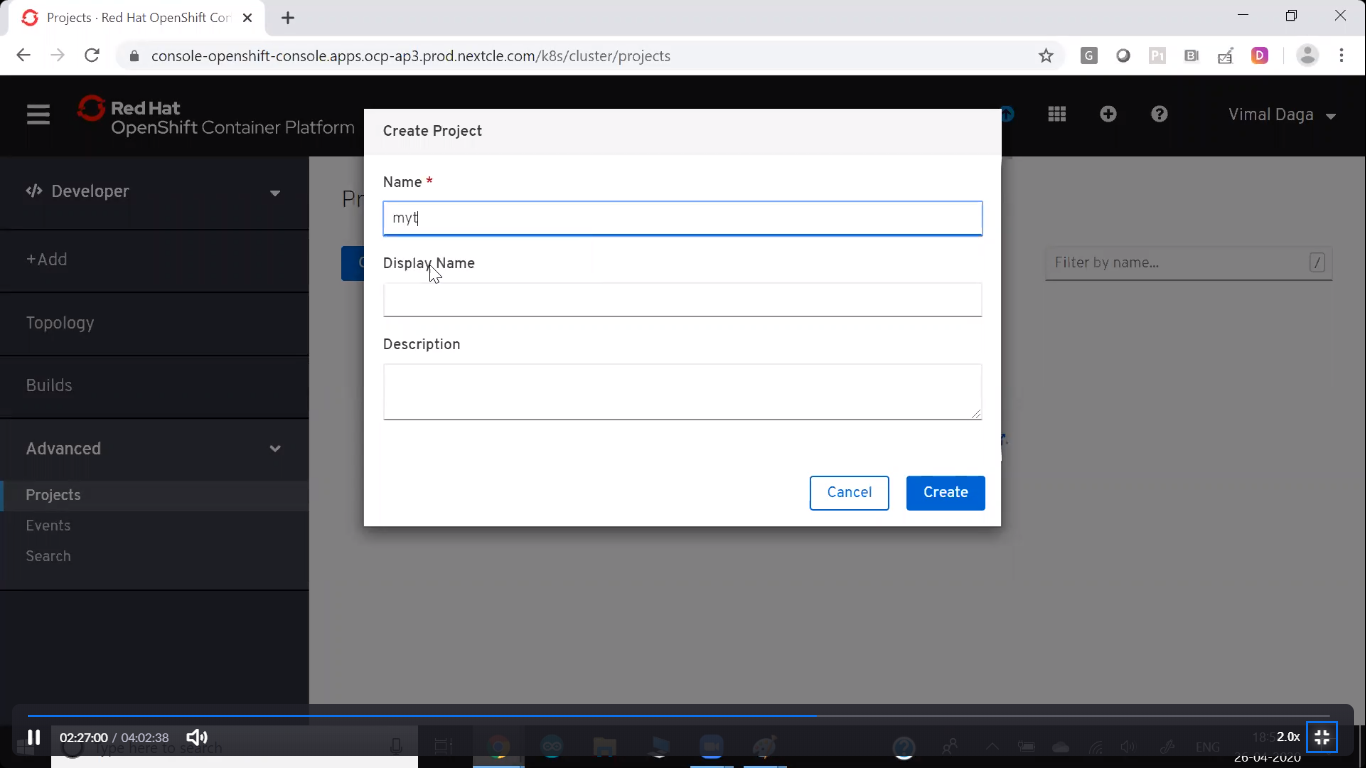 Projects · Red Hat OpenShift Con
console-openshift-console.apps.ocp-ap3.prod.nextcle.com/k8s/cluster/projects
G
P1
B!
D
Red Hat
OpenShift Container Platform
Vimal Daga
Developer
+Add
Topology
Builds
Advanced
Projects
Events
Search
Pr
C
Filter by name...
/
Create Project
Name *
myt
Display Name
Description
Cancel
Create
02:27:00 / 04:02:38
Type here to search
ENG
2.0x
26-04-2020